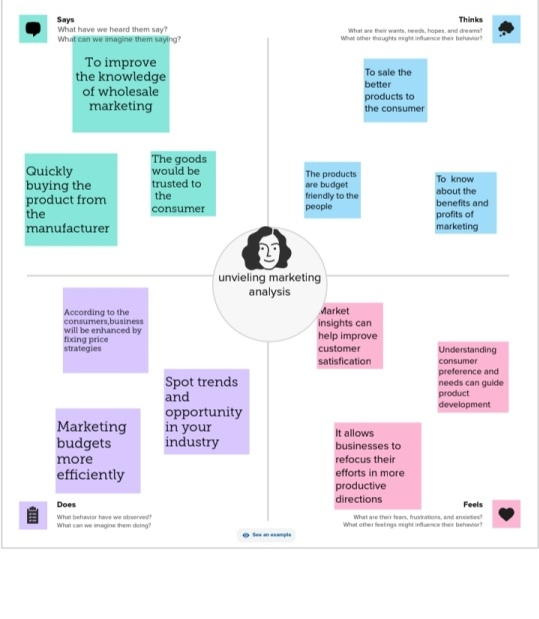 Says
What have we heard them say?
What can we imagine them saying?
To improve
the knowledge
of wholesale
marketing
Quickly
buying the
product from
the
manufacturer
The goods
would be
trusted to
the
consumer
Thinks
What are their wants, needs, hopes, and dreams?
What other thoughts might influence their behavior?
To sale the
better
products to
the consumer
The products
are budget
friendly to the
people
To know
about the
benefits and
profits of
marketing
unvieling marketing
analysis
According to the
consumers,business
will be enhanced by
fixing price
strategies
Spot trends
and
opportunity
in your
industry
Marketing
budgets
more
efficiently
Does
What behavior have we observed?
What can we imagine them doing?
Market
insights can
help improve
customer
satisfication
Understanding
consumer
preference and
needs can guide
product
development
It allows
businesses to
refocus their
efforts in more
productive
directions
Feels
What are their fears, frustrations, and anxieties?
What other feelings might influence their behavior?
See an example